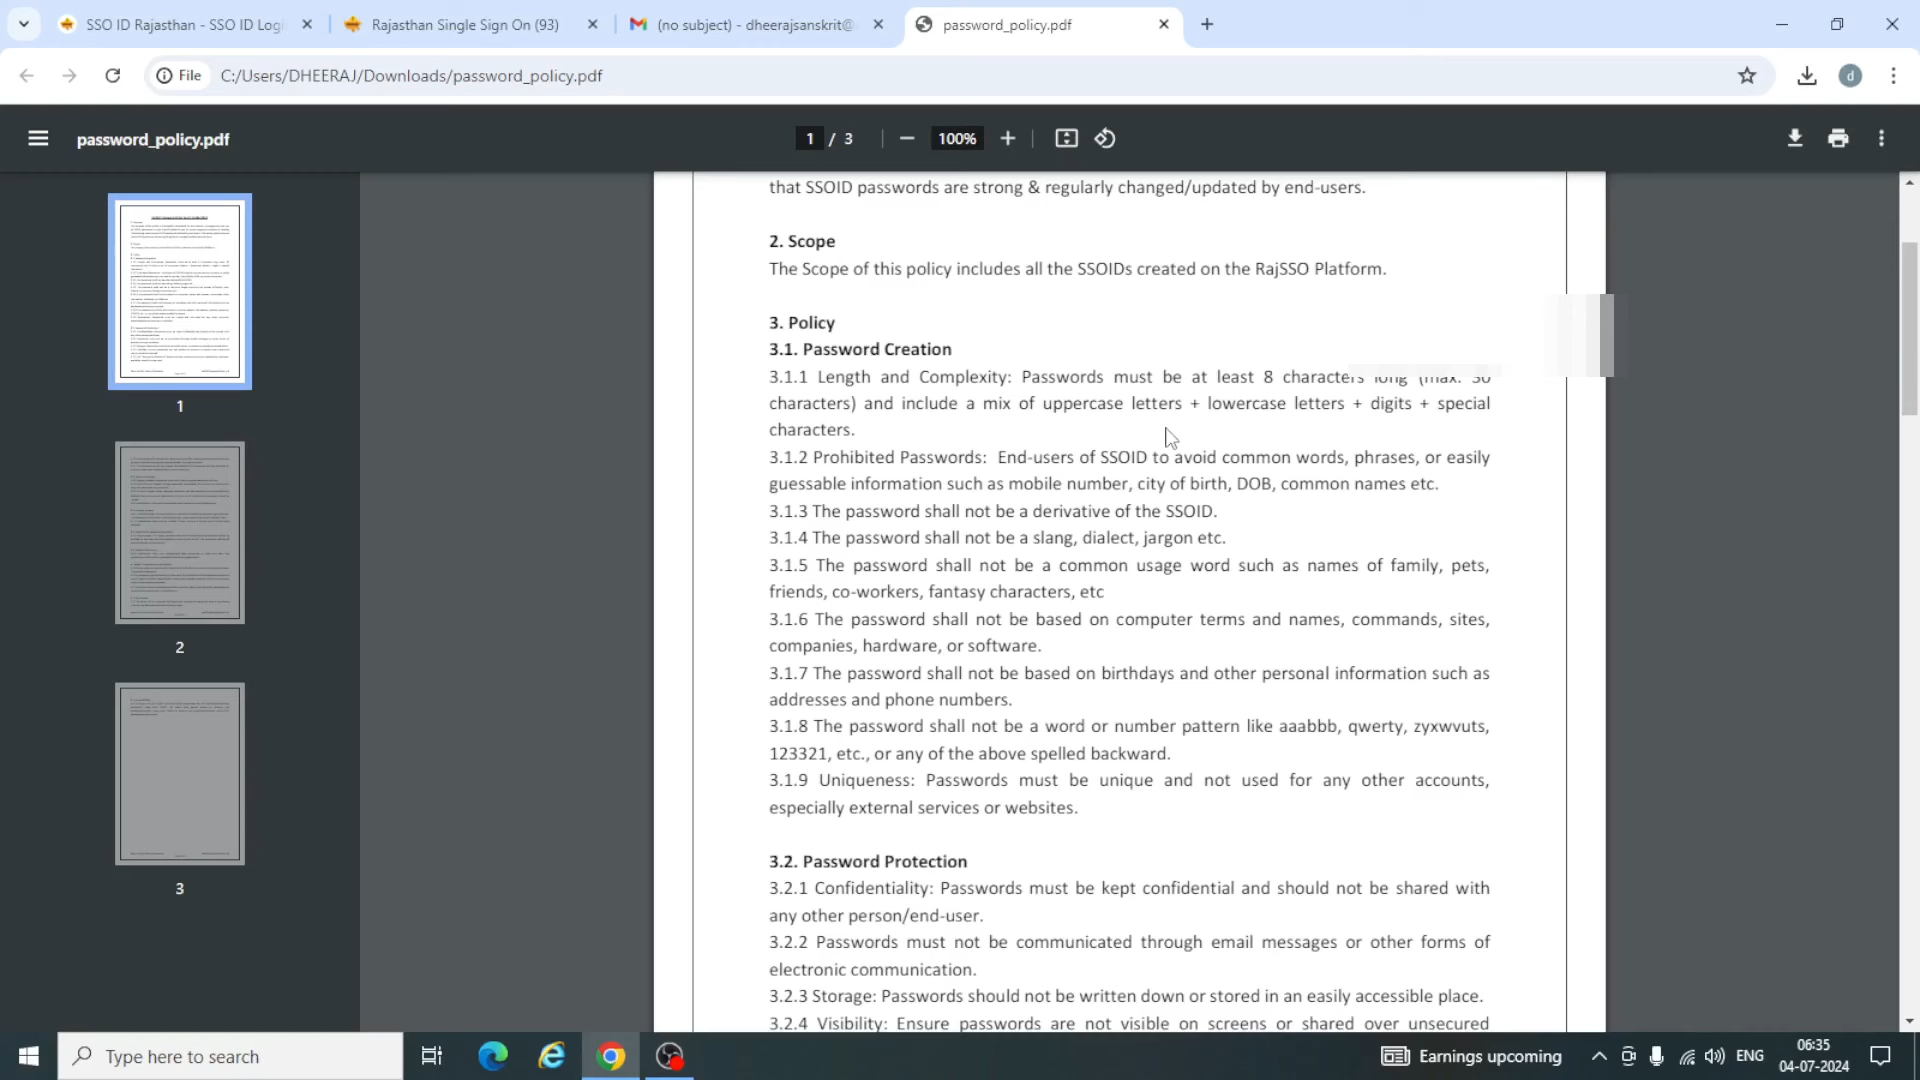 SSO ID Rajasthan - SSO ID Logi
Rajasthan Single Sign On (93)
(no subject) - dheerajsanskrit@
password_policy.pdf
File
C:/Users/DHEERAJ/Downloads/password_policy.pdf
d
password_policy.pdf
1 / 3
100%
1
2
3
that SSOID passwords are strong & regularly changed/updated by end-users.
2. Scope
The Scope of this policy includes all the SSOIDs created on the RajSSO Platform.
3. Policy
3.1. Password Creation
3.1.1 Length and Complexity: Passwords must be at least 8 characters long (max. 30
characters) and include a mix of uppercase letters + lowercase letters + digits + special
characters.
3.1.2 Prohibited Passwords: End-users of SSOID to avoid common words, phrases, or easily
guessable information such as mobile number, city of birth, DOB, common names etc.
3.1.3 The password shall not be a derivative of the SSOID.
3.1.4 The password shall not be a slang, dialect, jargon etc.
3.1.5 The password shall not be a common usage word such as names of family, pets,
friends, co-workers, fantasy characters, etc
3.1.6 The password shall not be based on computer terms and names, commands, sites,
companies, hardware, or software.
3.1.7 The password shall not be based on birthdays and other personal information such as
addresses and phone numbers.
3.1.8 The password shall not be a word or number pattern like aaabbb, qwerty, zyxwvuts,
123321, etc., or any of the above spelled backward.
3.1.9 Uniqueness: Passwords must be unique and not used for any other accounts,
especially external services or websites.
3.2. Password Protection
3.2.1 Confidentiality: Passwords must be kept confidential and should not be shared with
any other person/end-user.
3.2.2 Passwords must not be communicated through email messages or other forms of
electronic communication.
3.2.3 Storage: Passwords should not be written down or stored in an easily accessible place.
3.2.4 Visibility: Ensure passwords are not visible on screens or shared over unsecured
Type here to search
Earnings upcoming
ENG
06:35
04-07-2024